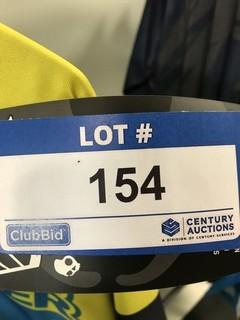 LOT #
154
ClubBid
CENTURY
AUCTIONS
A DIVISION OF CENTURY SERVICES